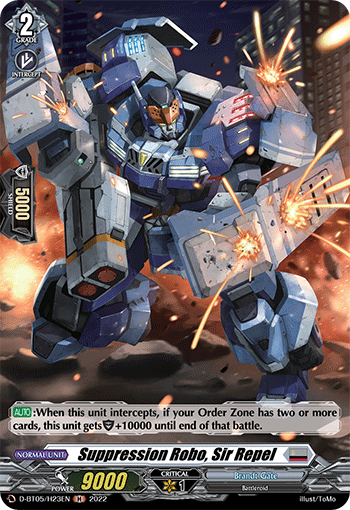 2
GRADE
INTERCEPT
5000
SHIELD
AUTO:When this unit intercepts, if your Order Zone has two or more
cards, this unit gets +10000 until end of that battle.
NORMAL UNIT
Suppression Robo, Sir Repel
POWER 9000
CRITICAL
1
Brandt Gate
Battleroid
D-BT05/H23EN H 2022
illust/ToMo